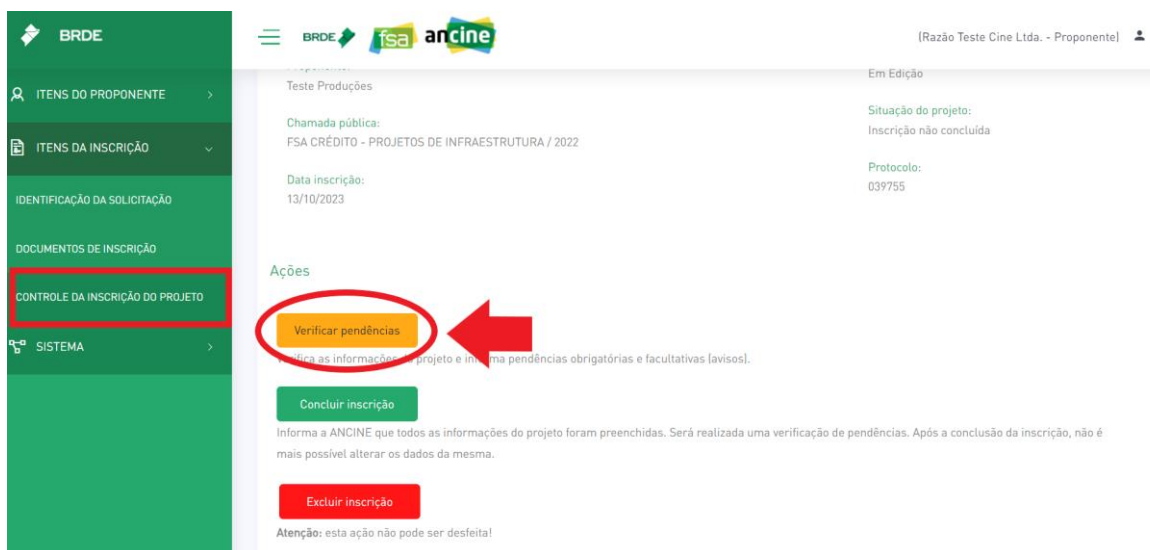 BRDE
BRDE fsa ancine
(Razão Teste Cine Ltda. - Proponente)
ITENS DO PROPONENTE
ITENS DA INSCRIÇÃO
IDENTIFICAÇÃO DA SOLICITAÇÃO
DOCUMENTOS DE INSCRIÇÃO
CONTROLE DA INSCRIÇÃO DO PROJETO
SISTEMA
Teste Produções
Chamada pública:
FSA CRÉDITO - PROJETOS DE INFRAESTRUTURA / 2022
Data inscrição:
13/10/2023
Em Edição
Situação do projeto:
Inscrição não concluída
Protocolo:
039755
Ações
Verificar pendências
Verifica as informações do projeto e informa pendências obrigatórias e facultativas (avisos).
Concluir inscrição
Informa a ANCINE que todos as informações do projeto foram preenchidas. Será realizada uma verificação de pendências. Após a conclusão da inscrição, não é
mais possível alterar os dados da mesma.
Excluir inscrição
Atenção: esta ação não pode ser desfeita!